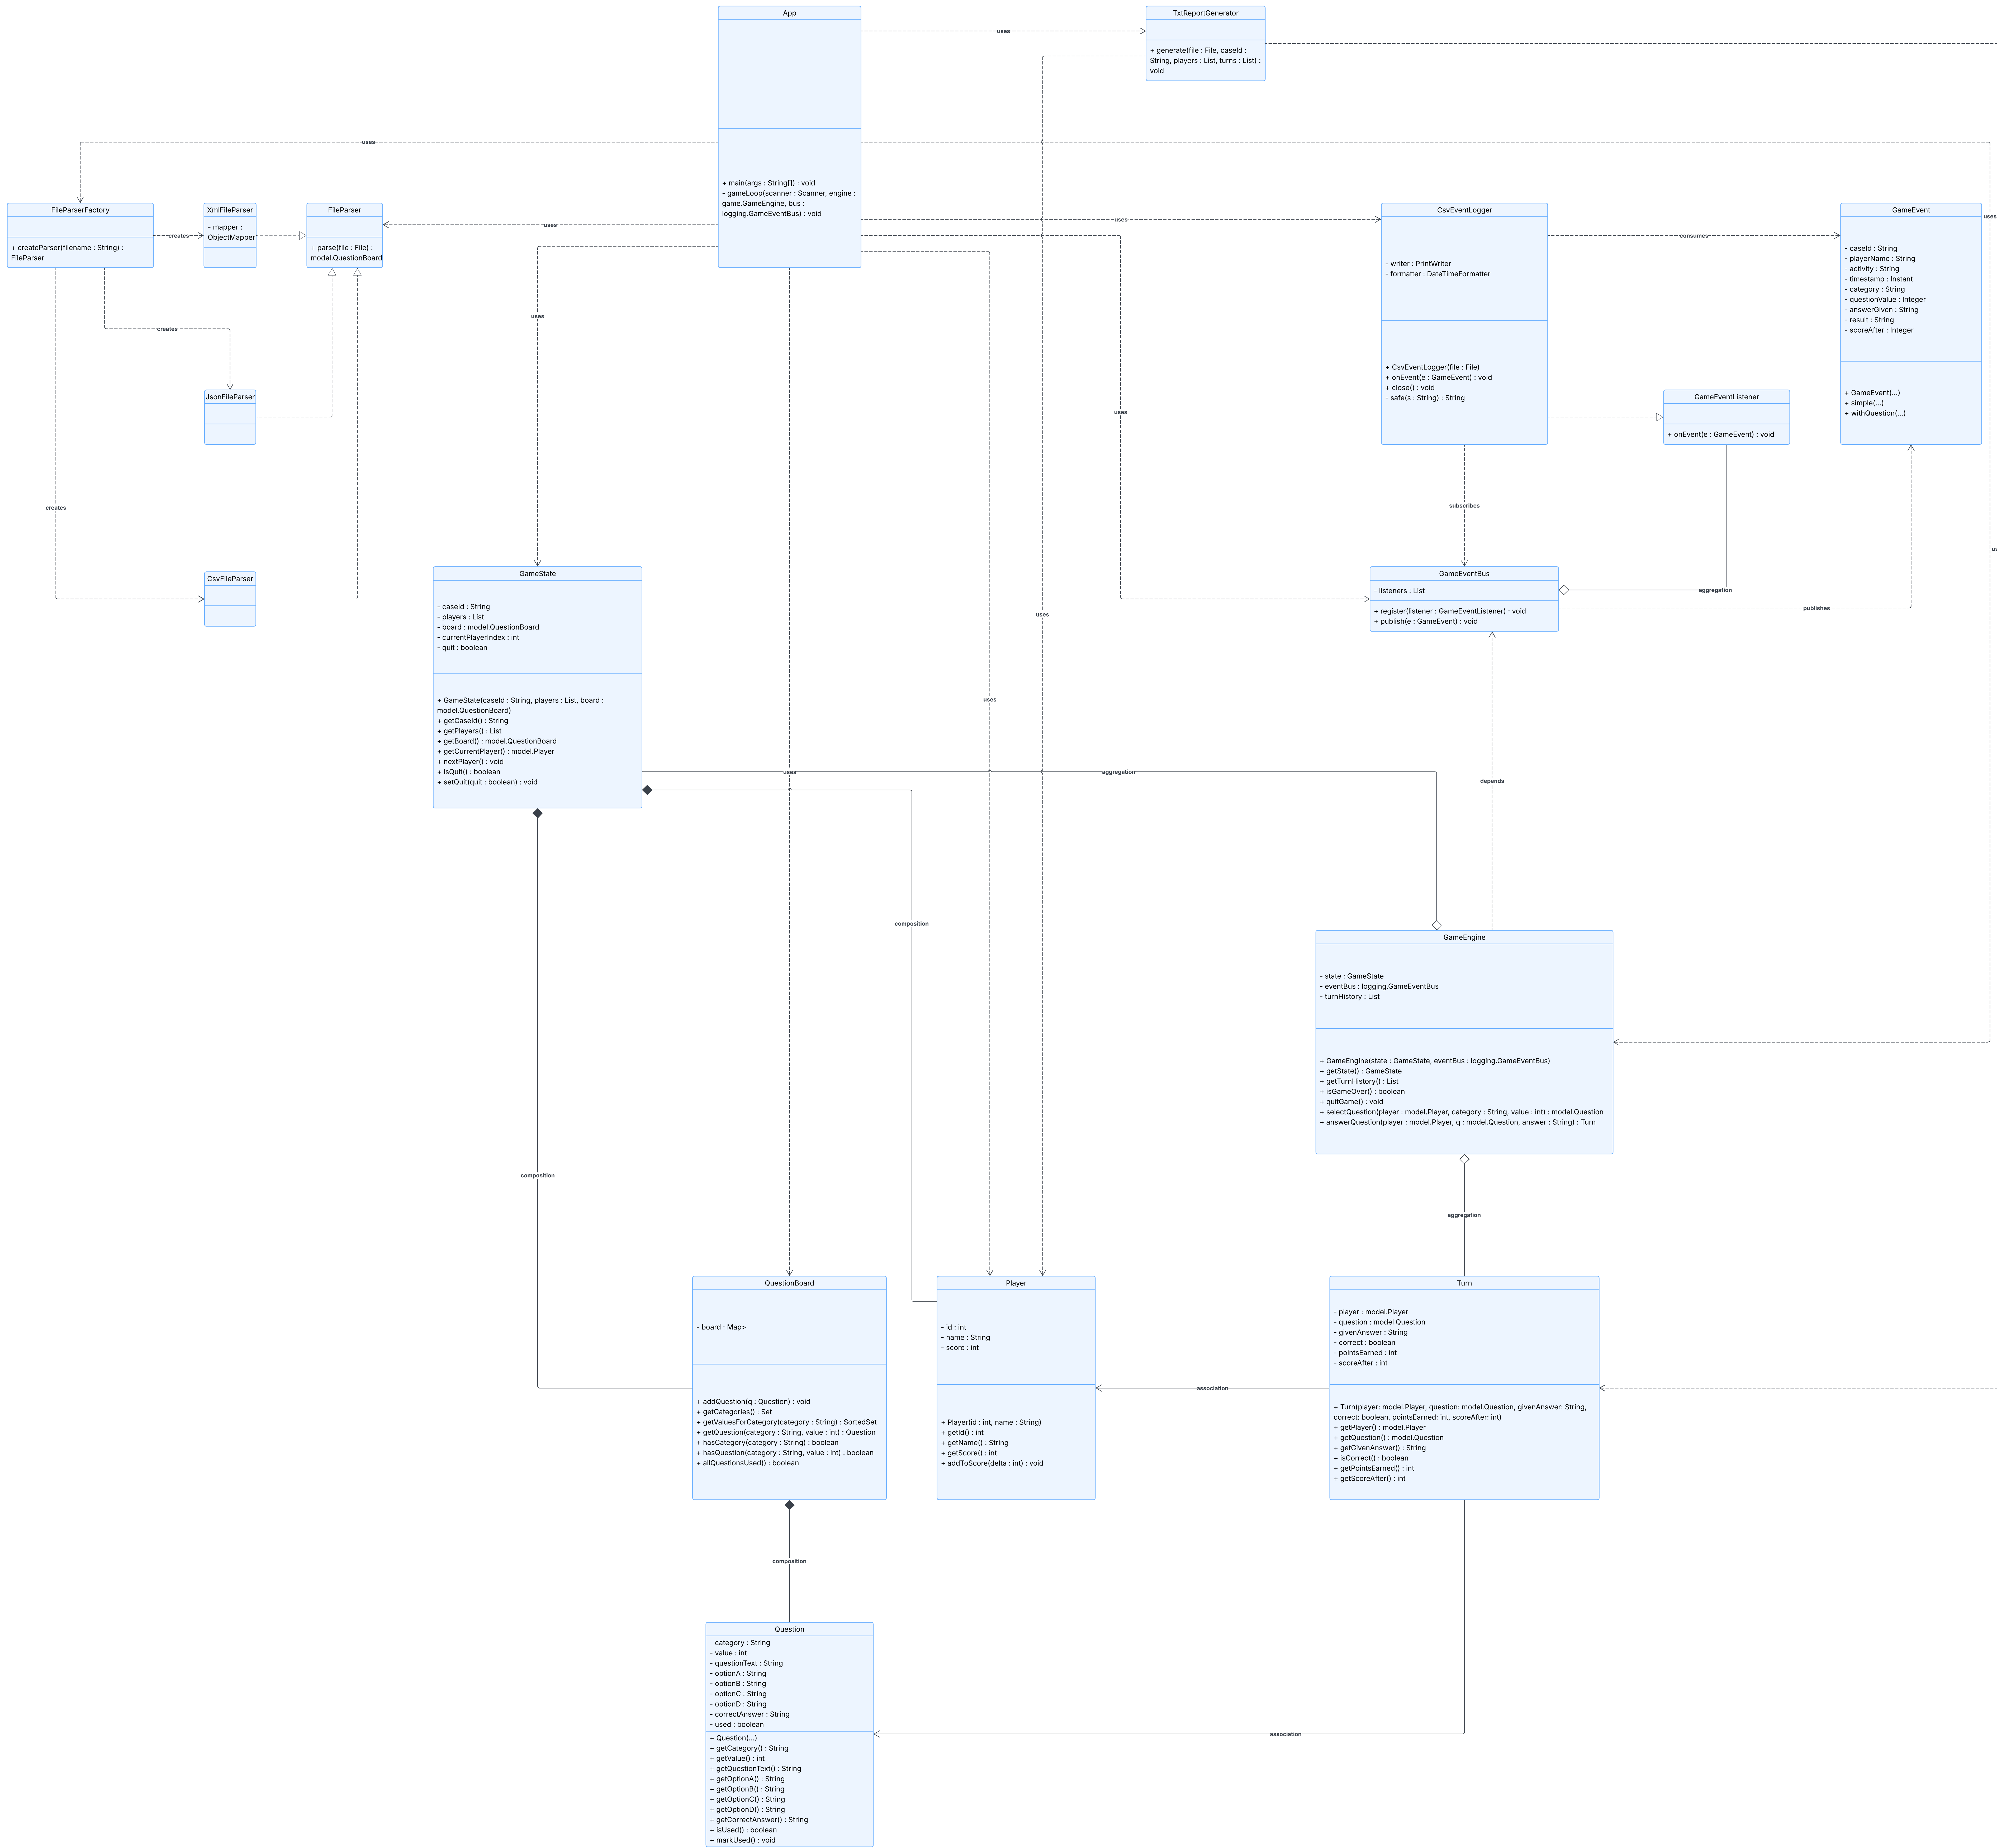 App
+ main(args : String[]) : void
- gameLoop(scanner : Scanner, engine :
game.GameEngine, bus :
logging.GameEventBus) : void
uses
TxtReportGenerator
+ generate(file : File, caseId :
String, players : List, turns : List) :
void
uses
uses
FileParserFactory
+ createParser(filename : String) :
FileParser
creates
XmlFileParser
- mapper :
ObjectMapper
FileParser
+ parse(file : File) :
model.QuestionBoard
uses
uses
CsvEventLogger
- writer : PrintWriter
- formatter : DateTimeFormatter
+ CsvEventLogger(file : File)
+ onEvent(e : GameEvent) : void
+ close() : void
- safe(s : String) : String
consumes
GameEvent
- caseId : String
- playerName : String
- activity : String
- timestamp : Instant
- category : String
- questionValue : Integer
- answerGiven : String
- result : String
- scoreAfter : Integer
+ GameEvent(...)
+ simple(...)
+ withQuestion(...)
uses
creates
JsonFileParser
uses
GameEventListener
+ onEvent(e : GameEvent) : void
creates
subscribes
CsvFileParser
GameState
- caseId : String
- players : List
- board : model.QuestionBoard
- currentPlayerIndex : int
- quit : boolean
+ GameState(caseId : String, players : List, board :
model.QuestionBoard)
+ getCaseId() : String
+ getPlayers() : List
+ getBoard() : model.QuestionBoard
+ getCurrentPlayer() : model.Player
+ nextPlayer() : void
+ isQuit() : boolean
+ setQuit(quit : boolean) : void
GameEventBus
- listeners : List
+ register(listener : GameEventListener) : void
+ publish(e : GameEvent) : void
aggregation
publishes
uses
uses
uses
aggregation
depends
composition
GameEngine
- state : GameState
- eventBus : logging.GameEventBus
- turnHistory : List
+ GameEngine(state : GameState, eventBus : logging.GameEventBus)
+ getState() : GameState
+ getTurnHistory() : List
+ isGameOver() : boolean
+ quitGame() : void
+ selectQuestion(player : model.Player, category : String, value : int) : model.Question
+ answerQuestion(player : model.Player, q : model.Question, answer : String) : Turn
composition
aggregation
QuestionBoard
- board : Map>
+ addQuestion(q : Question) : void
+ getCategories() : Set
+ getValuesForCategory(category : String) : SortedSet
+ getQuestion(category : String, value : int) : Question
+ hasCategory(category : String) : boolean
+ hasQuestion(category : String, value : int) : boolean
+ allQuestionsUsed() : boolean
Player
- id : int
- name : String
- score : int
+ Player(id : int, name : String)
+ getId() : int
+ getName() : String
+ getScore() : int
+ addToScore(delta : int) : void
association
Turn
- player : model.Player
- question : model.Question
- givenAnswer : String
- correct : boolean
- pointsEarned : int
- scoreAfter : int
+ Turn(player: model.Player, question: model.Question, givenAnswer: String,
correct: boolean, pointsEarned: int, scoreAfter: int)
+ getPlayer() : model.Player
+ getQuestion() : model.Question
+ getGivenAnswer() : String
+ isCorrect() : boolean
+ getPointsEarned() : int
+ getScoreAfter() : int
composition
Question
- category : String
- value : int
- questionText : String
- optionA : String
- optionB : String
- optionC : String
- optionD : String
- correctAnswer : String
- used : boolean
+ Question(...)
+ getCategory() : String
+ getValue() : int
+ getQuestionText() : String
+ getOptionA() : String
+ getOptionB() : String
+ getOptionC() : String
+ getOptionD() : String
+ getCorrectAnswer() : String
+ isUsed() : boolean
+ markUsed() : void
association